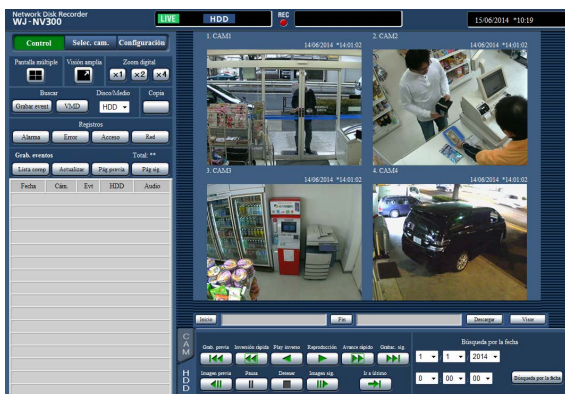 Network Disk Recorder
WJ-NV300
LIVE
HDD
REC
15/06/2014 *10:19
Control
Selec. cam.
Configuración
Pantalla múltiple
Visión amplia
Zoom digital
x1
x2
x4
Buscar
Disco/Medio
Copia
Grabar event
VMD
HDD
Registros
Alarma
Error
Acceso
Red
Grab. eventos
Total: **
Lista comp
Actualizar
Pág previa
Pág sig.
Fecha
Cám.
Evt.
HDD
Audio
1. CAM1
14/06/2014 *14:01:02
2. CAM2
14/06/2014 *14:01:02
3. CAM3
14/06/2014 *14:01:02
4. CAM4
14/06/2014 *14:01:02
Inicio
Fin
Descargar
Visor
CAM
HDD
Grab. previa
Inversión rápida
Play inverso
Reproducción
Avance rápido
Grabac. sig.
Imagen previa
Pausa
Detener
Imagen sig.
Ir a último
Búsqueda por la fecha
1
1
2014
0
00
00
Búsqueda por la fecha